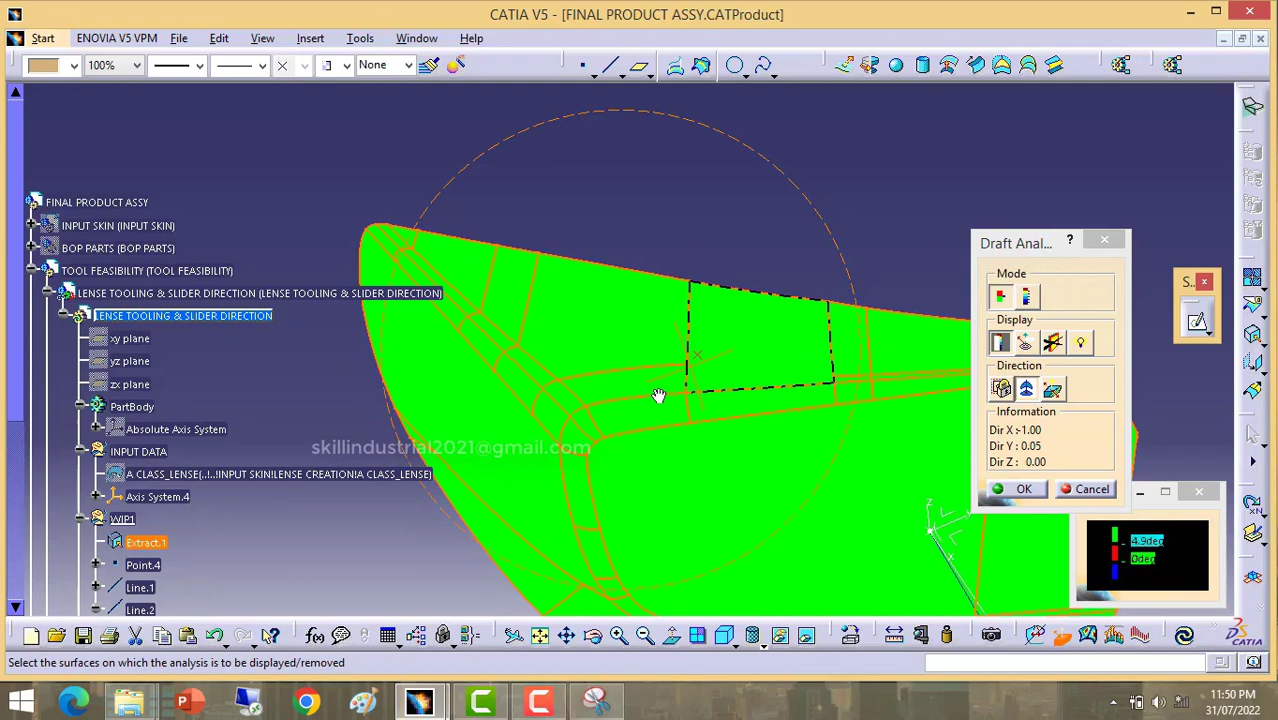 CATIA V5 - [FINAL PRODUCT ASSY.CATProduct]
Start ENOVIA V5 VPM File Edit View Insert Tools Window Help
100% None
FINAL PRODUCT ASSY
INPUT SKIN (INPUT SKIN)
BOP PARTS (BOP PARTS)
TOOL FEASIBILITY (TOOL FEASIBILITY)
LENSE TOOLING & SLIDER DIRECTION (LENSE TOOLING & SLIDER DIRECTION)
LENSE TOOLING & SLIDER DIRECTION
xy plane
yz plane
zx plane
PartBody
Absolute Axis System
INPUT DATA
A CLASS_LENSE(..!..!INPUT SKIN!LENSE CREATION!A CLASS_LENSE)
Axis System.4
WIP1
Extract.1
Point.4
Line.1
Line.2
skillindustrial2021@gmail.com
Draft Anal... ?
Mode
Display
Direction
Information
Dir X :-1.00
Dir Y : 0.05
Dir Z : 0.00
OK Cancel
S...
4.9deg
0deg
z
x
f(x)
CATIA
Select the surfaces on which the analysis is to be displayed/removed
11:50 PM
31/07/2022